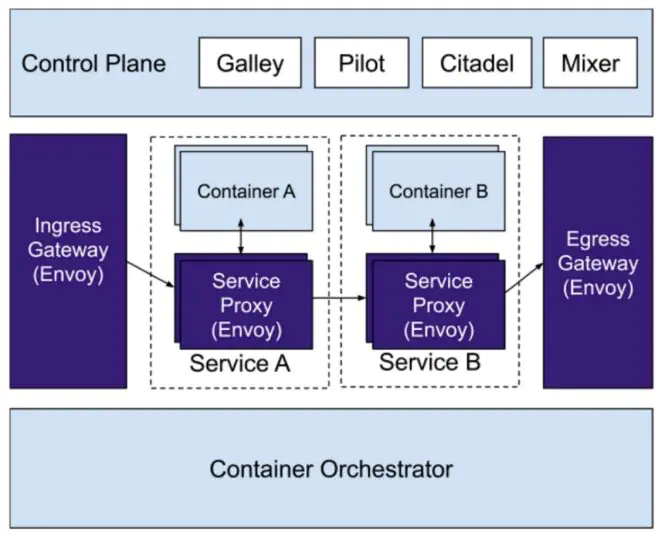 Control Plane
Galley
Pilot
Citadel
Mixer
Ingress
Gateway
(Envoy)
Container A
Service
Proxy
(Envoy)
Service A
Container B
Service
Proxy
(Envoy)
Service B
Egress
Gateway
(Envoy)
Container Orchestrator